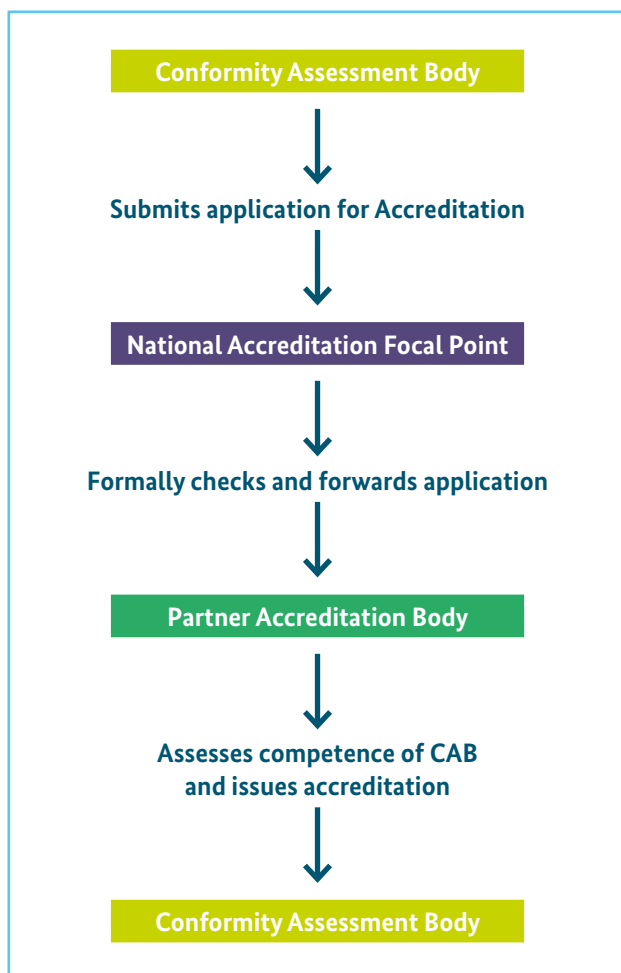 Conformity Assessment Body
Submits application for Accreditation
National Accreditation Focal Point
Formally checks and forwards application
Partner Accreditation Body
Assesses competence of CAB
and issues accreditation
Conformity Assessment Body